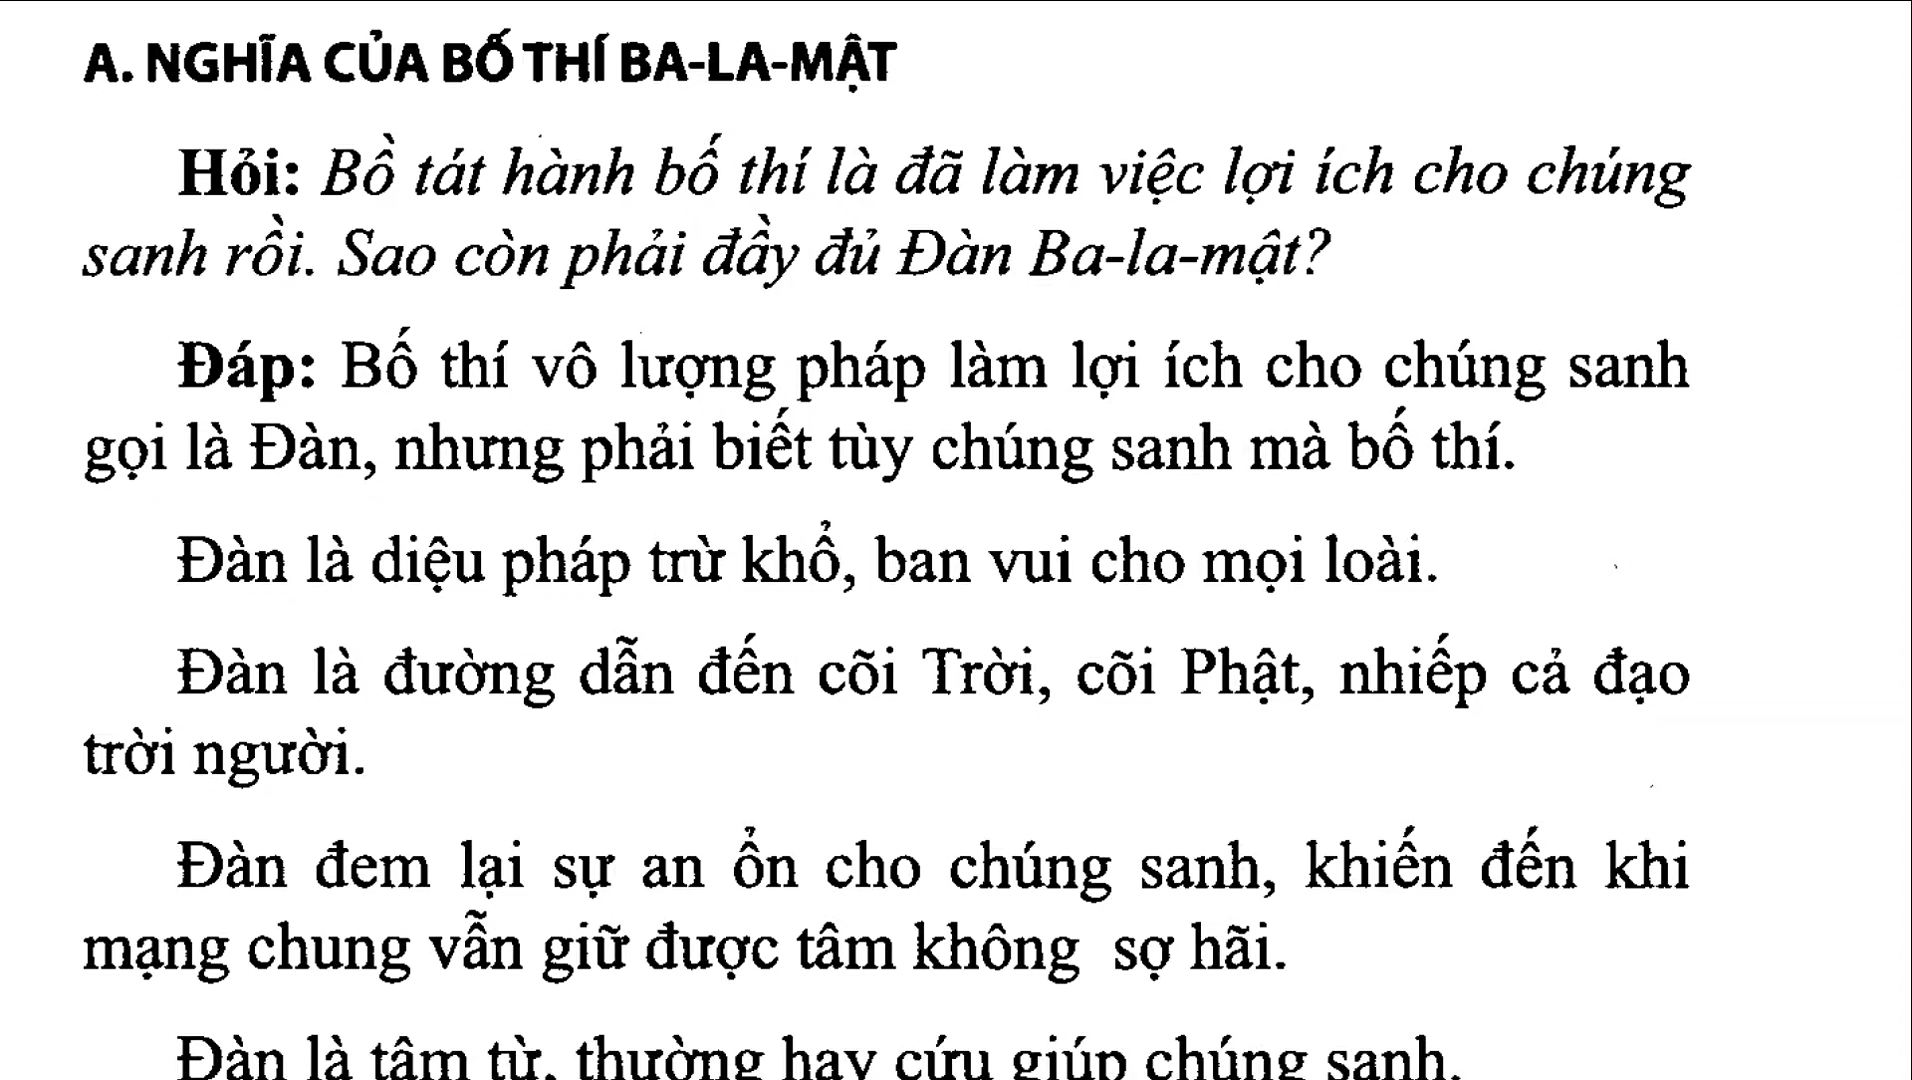 A. NGHĨA CỦA BỐ THÍ BA-LA-MẬT
Hỏi: Bồ tát hành bố thí là đã làm việc lợi ích cho chúng
sanh rồi. Sao còn phải đầy đủ Đàn Ba-la-mật?
Đáp: Bố thí vô lượng pháp làm lợi ích cho chúng sanh
gọi là Đàn, nhưng phải biết tùy chúng sanh mà bố thí.
Đàn là diệu pháp trừ khổ, ban vui cho mọi loài.
Đàn là đường dẫn đến cõi Trời, cõi Phật, nhiếp cả đạo
trời người.
Đàn đem lại sự an ổn cho chúng sanh, khiến đến khi
mạng chung vẫn giữ được tâm không sợ hãi.
Đàn là tâm từ, thường hay cứu giúp chúng sanh.